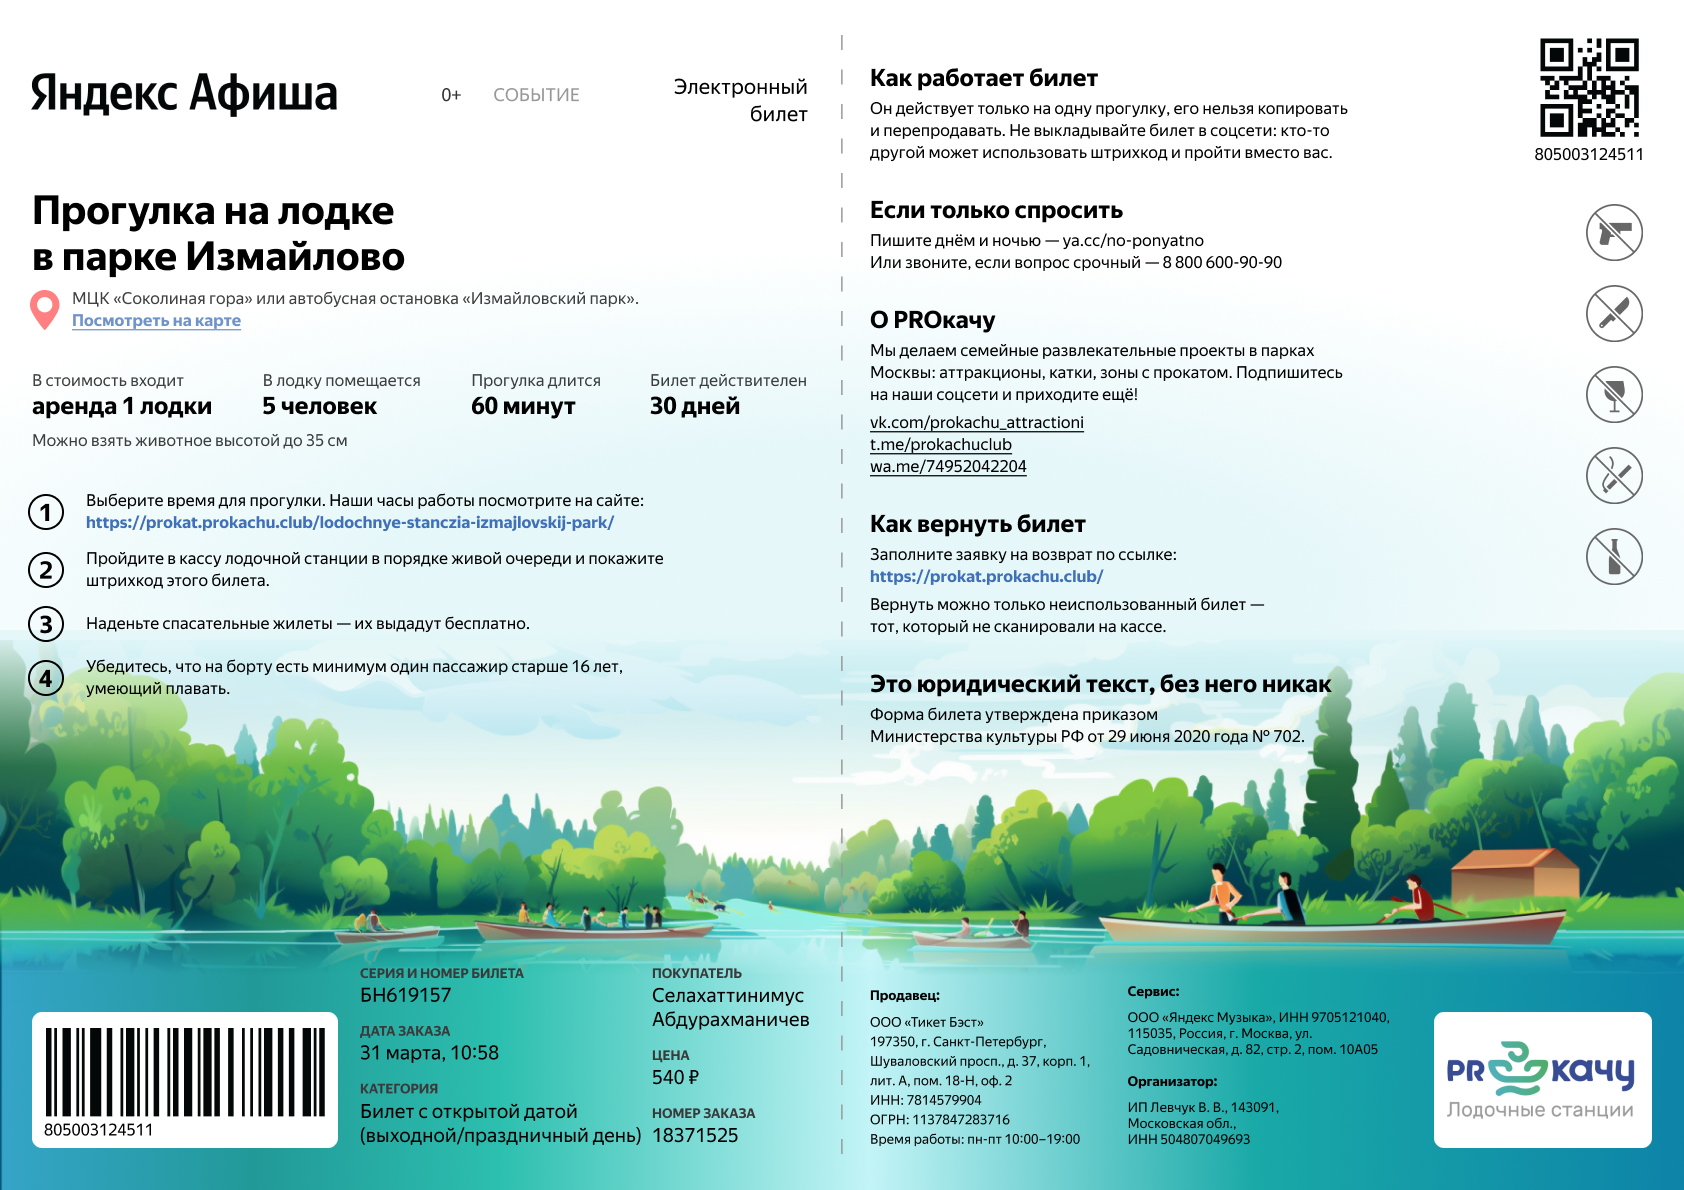 Яндекс Афиша
0+
СОБЫТИЕ
Электронный
билет
Прогулка на лодке
в парке Измайлово
МЦК «Соколиная гора» или автобусная остановка «Измайловский парк».
Посмотреть на карте
В стоимость входит
аренда 1 лодки
В лодку помещается
5 человек
Прогулка длится
60 минут
Билет действителен
30 дней
Можно взять животное высотой до 35 см
1
Выберите время для прогулки. Наши часы работы посмотрите на сайте:
https://prokat.prokachu.club/lodochnye-stanczia-izmajlovskij-park/
2
Пройдите в кассу лодочной станции в порядке живой очереди и покажите
штрихкод этого билета.
3
Наденьте спасательные жилеты — их выдадут бесплатно.
4
Убедитесь, что на борту есть минимум один пассажир старше 16 лет,
умеющий плавать.
805003124511
СЕРИЯ И НОМЕР БИЛЕТА
БН619157
ДАТА ЗАКАЗА
31 марта, 10:58
КАТЕГОРИЯ
Билет с открытой датой
(выходной/праздничный день)
ПОКУПАТЕЛЬ
Селахаттинимус
Абдурахманичев
ЦЕНА
540 ₽
НОМЕР ЗАКАЗА
18371525
Как работает билет
Он действует только на одну прогулку, его нельзя копировать
и перепродавать. Не выкладывайте билет в соцсети: кто-то
другой может использовать штрихкод и пройти вместо вас.
805003124511
Если только спросить
Пишите днём и ночью — ya.cc/no-ponyatno
Или звоните, если вопрос срочный — 8 800 600-90-90
О PROкачу
Мы делаем семейные развлекательные проекты в парках
Москвы: аттракционы, катки, зоны с прокатом. Подпишитесь
на наши соцсети и приходите ещё!
vk.com/prokachu_attractioni
t.me/prokachuclub
wa.me/74952042204
Как вернуть билет
Заполните заявку на возврат по ссылке:
https://prokat.prokachu.club/
Вернуть можно только неиспользованный билет —
тот, который не сканировали на кассе.
Это юридический текст, без него никак
Форма билета утверждена приказом
Министерства культуры РФ от 29 июня 2020 года № 702.
Продавец:
ООО «Тикет Бэст»
197350, г. Санкт-Петербург,
Шуваловский просп., д. 37, корп. 1,
лит. А, пом. 18-Н, оф. 2
ИНН: 7814579904
ОГРН: 1137847283716
Время работы: пн-пт 10:00–19:00
Сервис:
ООО «Яндекс Музыка», ИНН 9705121040,
115035, Россия, г. Москва, ул.
Садовническая, д. 82, стр. 2, пом. 10А05
Организатор:
ИП Левчук В. В., 143091,
Московская обл.,
ИНН 504807049693
PROкачу
Лодочные станции